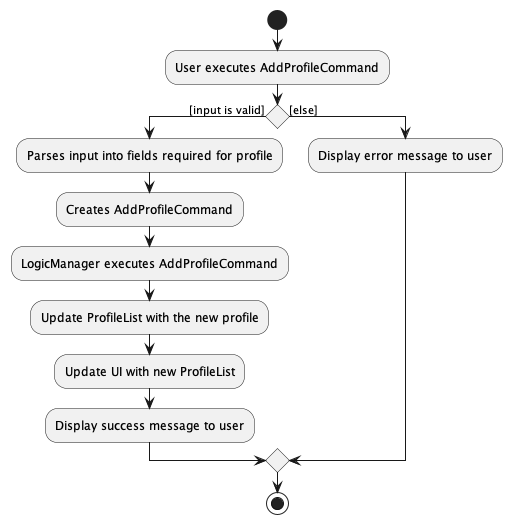 User executes AddProfileCommand
[input is valid]
[else]
Parses input into fields required for profile
Display error message to user
Creates AddProfileCommand
LogicManager executes AddProfileCommand
Update ProfileList with the new profile
Update UI with new ProfileList
Display success message to user